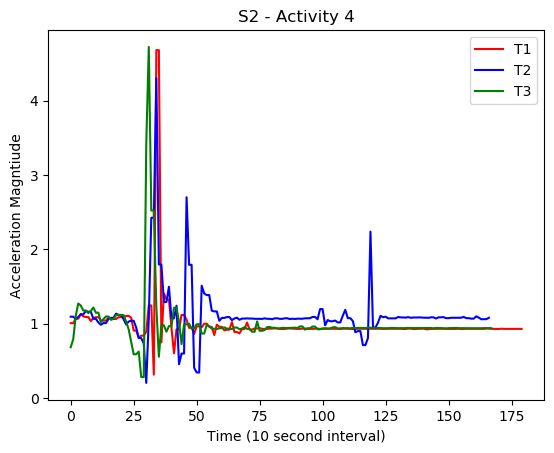 S2 - Activity 4
T1
T2
T3
Acceleration Magntiude
4
3
2
1
0
0
25
50
75
100
125
150
175
Time (10 second interval)